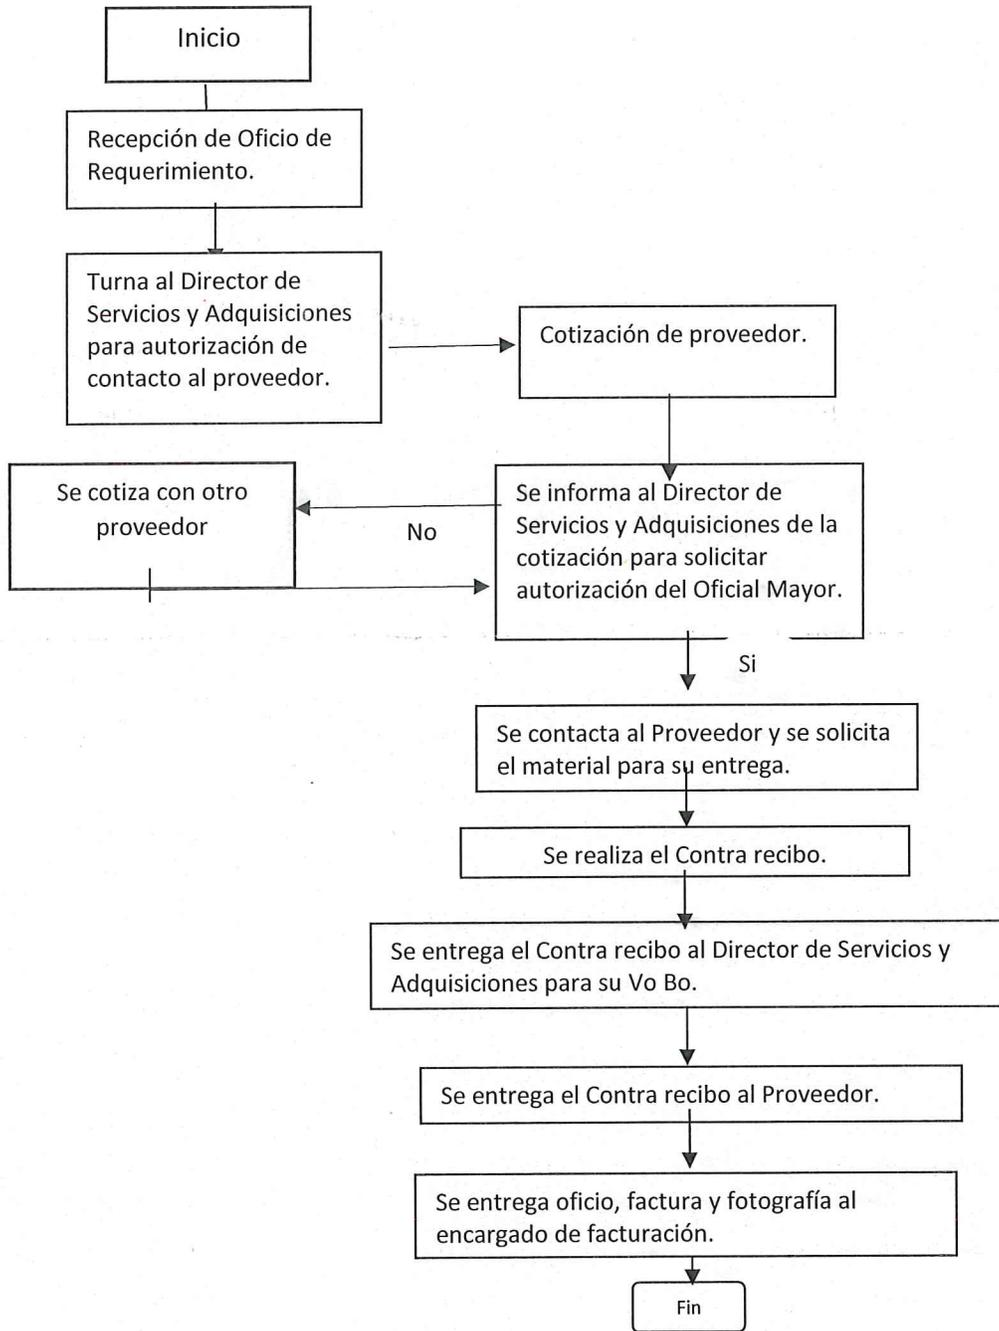 Inicio
Recepción de Oficio de
Requerimiento.
Turna al Director de
Servicios y Adquisiciones
para autorización de
contacto al proveedor.
Cotización de proveedor.
Se cotiza con otro
proveedor
No
Se informa al Director de
Servicios y Adquisiciones de la
cotización para solicitar
autorización del Oficial Mayor.
Si
Se contacta al Proveedor y se solicita
el material para su entrega.
Se realiza el Contra recibo.
Se entrega el Contra recibo al Director de Servicios y
Adquisiciones para su Vo Bo.
Se entrega el Contra recibo al Proveedor.
Se entrega oficio, factura y fotografía al
encargado de facturación.
Fin